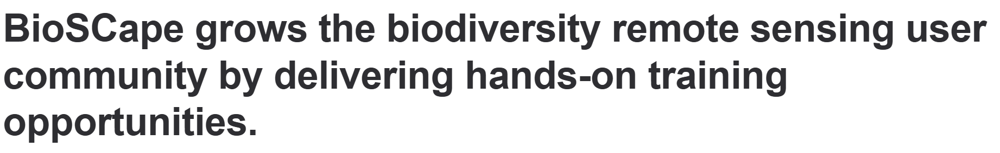 BioSCape grows the biodiversity remote sensing user
community by delivering hands-on training
opportunities.